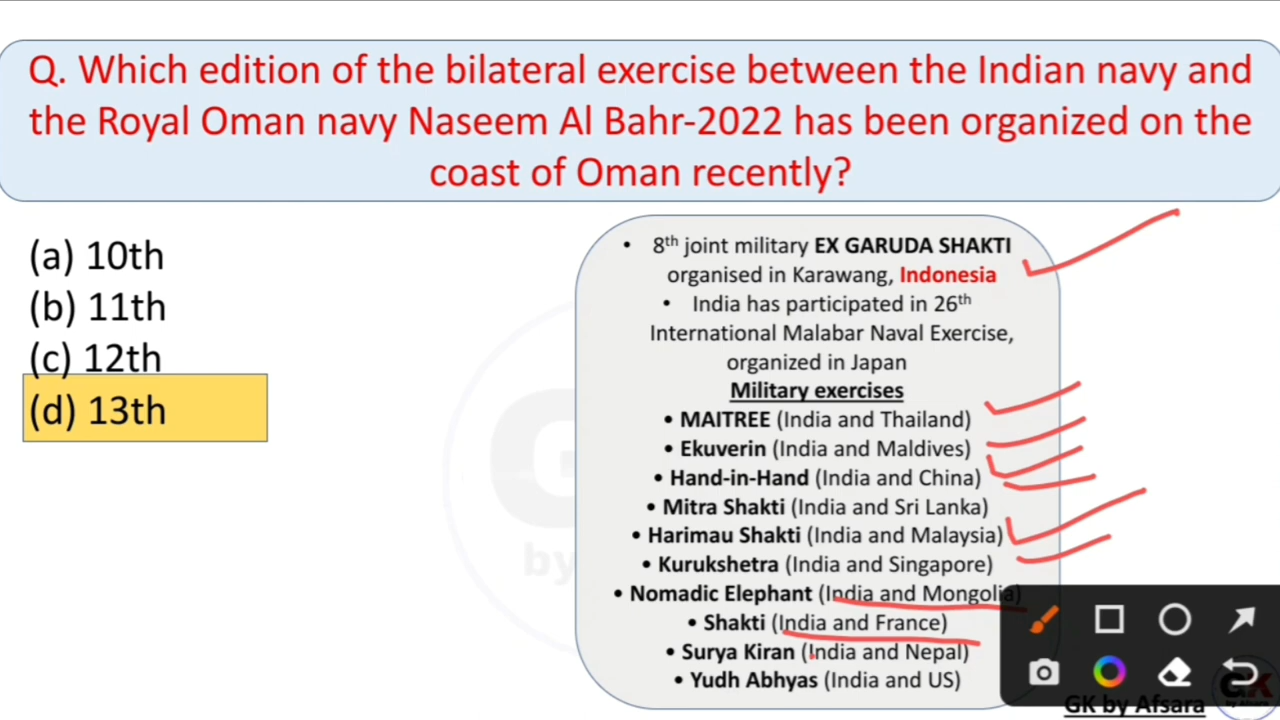 Q. Which edition of the bilateral exercise between the Indian navy and
the Royal Oman navy Naseem Al Bahr-2022 has been organized on the
coast of Oman recently?
(a) 10th
(b) 11th
(c) 12th
(d) 13th
• 8th joint military EX GARUDA SHAKTI
organised in Karawang, Indonesia
• India has participated in 26th
International Malabar Naval Exercise,
organized in Japan
Military exercises
• MAITREE (India and Thailand)
• Ekuverin (India and Maldives)
• Hand-in-Hand (India and China)
• Mitra Shakti (India and Sri Lanka)
• Harimau Shakti (India and Malaysia)
• Kurukshetra (India and Singapore)
• Nomadic Elephant (India and Mongolia)
• Shakti (India and France)
• Surya Kiran (India and Nepal)
• Yudh Abhyas (India and US)
G
by
GK by Afsara